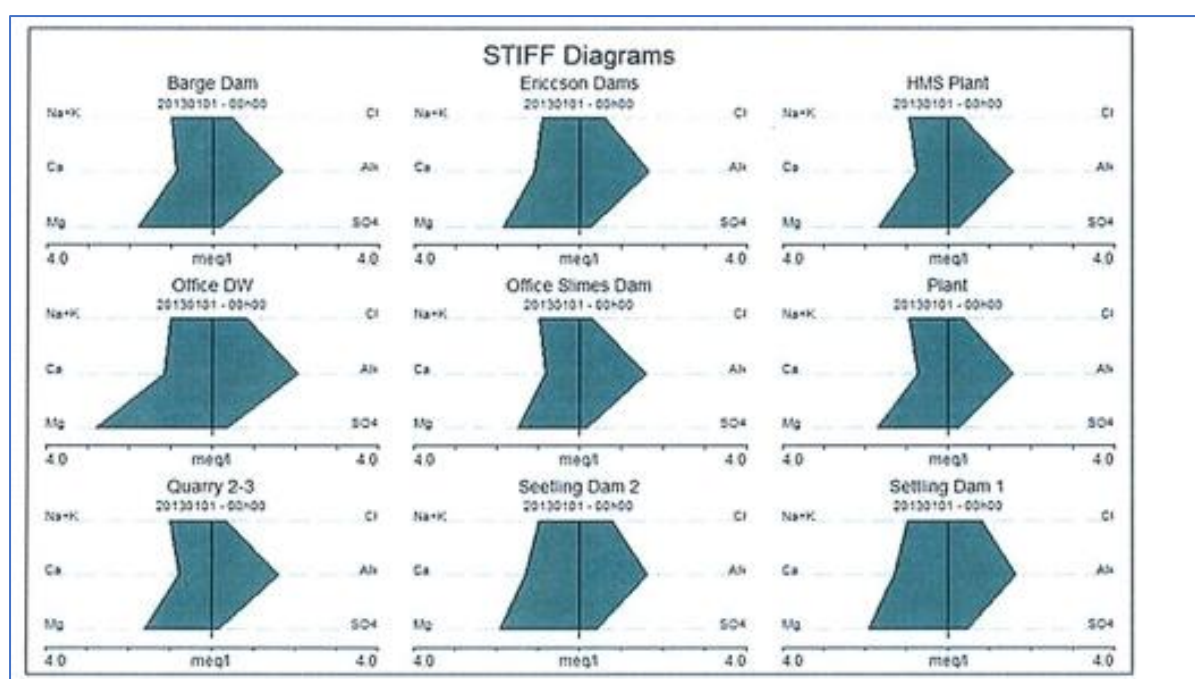 STIFF Diagrams
Barge Dam
20130101 - 00h00
Na+K Cl
Ca Alk
Mg SO4
4.0 meq/l 4.0
Ericcson Dams
20130101 - 00h00
Na+K Cl
Ca Alk
Mg SO4
4.0 meq/l 4.0
HMS Plant
20130101 - 00h00
Na+K Cl
Ca Alk
Mg SO4
4.0 meq/l 4.0
Office DW
20130101 - 00h00
Na+K Cl
Ca Alk
Mg SO4
4.0 meq/l 4.0
Office Slimes Dam
20130101 - 00h00
Na+K Cl
Ca Alk
Mg SO4
4.0 meq/l 4.0
Plant
20130101 - 00h00
Na+K Cl
Ca Alk
Mg SO4
4.0 meq/l 4.0
Quarry 2-3
20130101 - 00h00
Na+K Cl
Ca Alk
Mg SO4
4.0 meq/l 4.0
Seetling Dam 2
20130101 - 00h00
Na+K Cl
Ca Alk
Mg SO4
4.0 meq/l 4.0
Settling Dam 1
20130101 - 00h00
Na+K Cl
Ca Alk
Mg SO4
4.0 meq/l 4.0